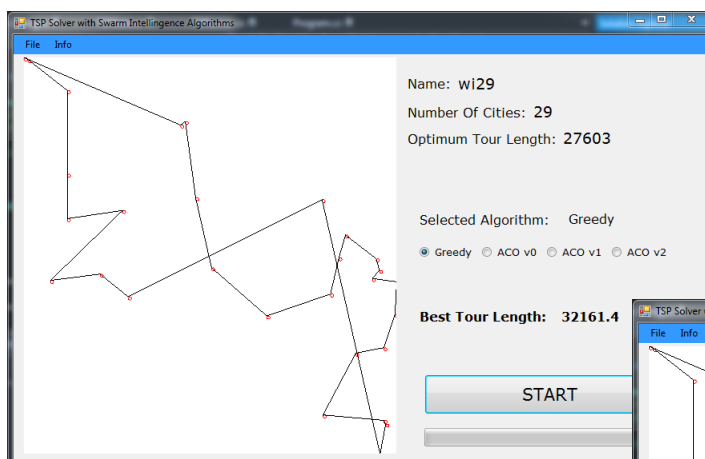 TSP Solver with Swarm Intellingence Algorithms
File Info
Name: wi29
Number Of Cities: 29
Optimum Tour Length: 27603
Selected Algorithm: Greedy
Greedy ACO v0 ACO v1 ACO v2
Best Tour Length: 32161.4
START
TSP Solver
File Info